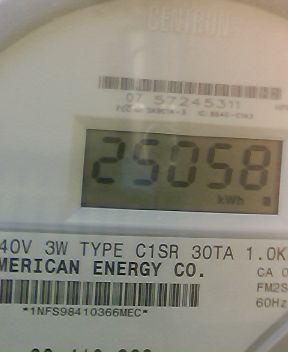 CENTRON
07 57245311
25058
kWh
40V 3W TYPE C1SR 30TA 1.0K
MERICAN ENERGY CO.
CA 0
FM2S
60Hz
*1NFS98410366MEC*